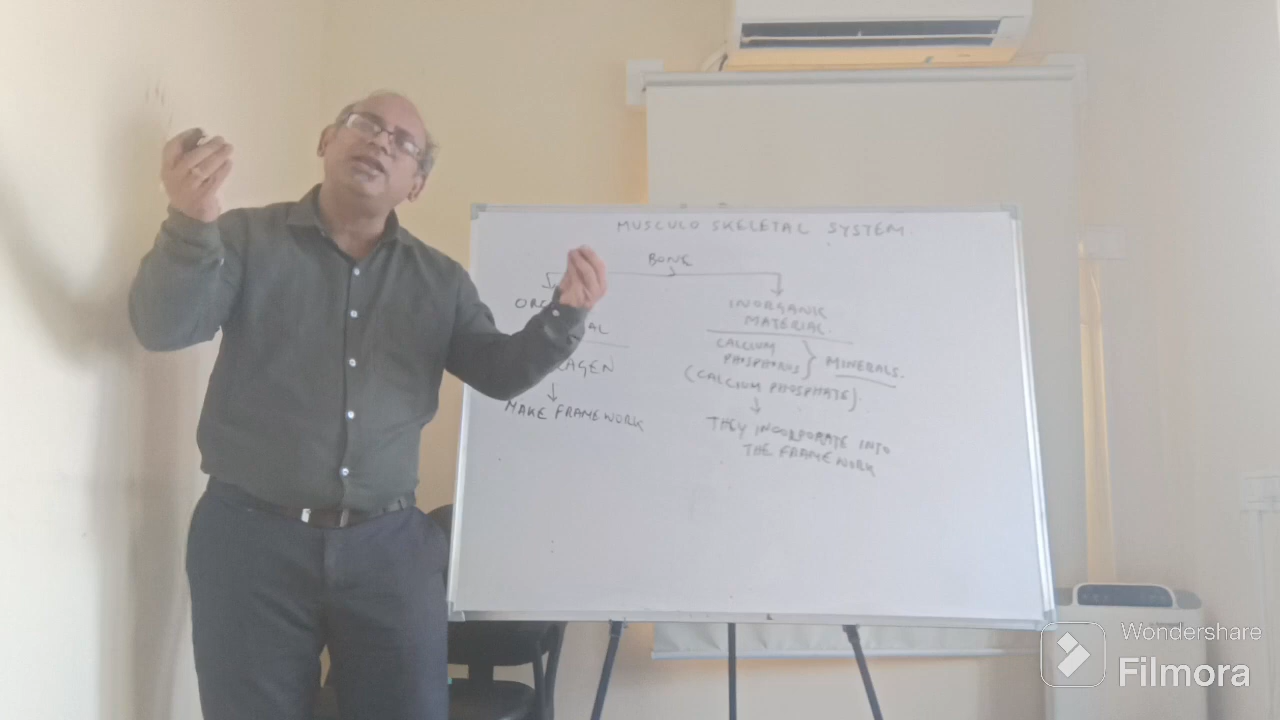 MUSCULO SKELETAL SYSTEM.
BONE
INORGANIC
MATERIAL
CALCIUM
PHOSPHORUS } MINERALS.
(CALCIUM PHOSPHATE).
MAKE FRAMEWORK
THEY INCORPORATE INTO
THE FRAMEWORK
Wondershare
Filmora